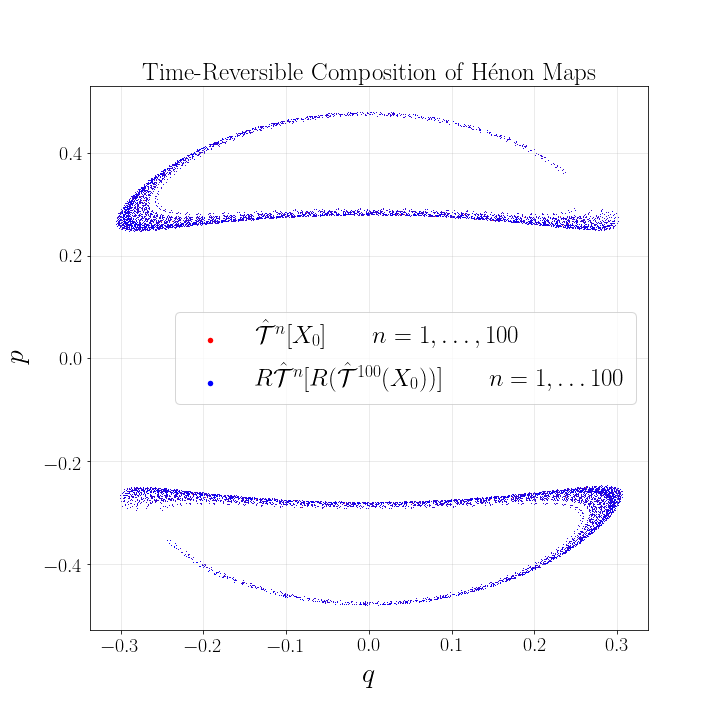 Time-Reversible Composition of Hénon Maps
0.4
0.2
0.0
−0.2
−0.4
p
𝒯̂ⁿ[X₀] n = 1, . . . , 100
R𝒯̂ⁿ[R(𝒯̂¹⁰⁰(X₀))] n = 1, . . . 100
−0.3 −0.2 −0.1 0.0 0.1 0.2 0.3
q